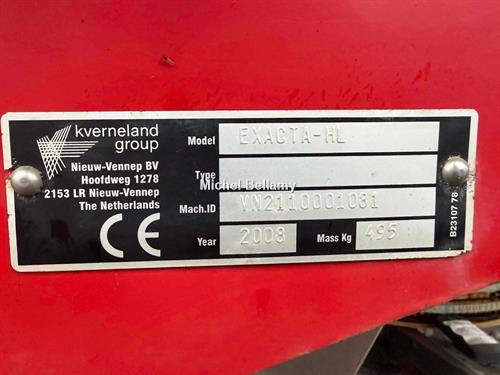 kverneland
group
Nieuw-Vennep BV
Hoofdweg 1278
2153 LR Nieuw-Vennep
The Netherlands
CE
Model EXACTA-HL
Type
Michel Bellamy
Mach.ID VN2110001031
Year 2008 Mass Kg 495
B23107 78